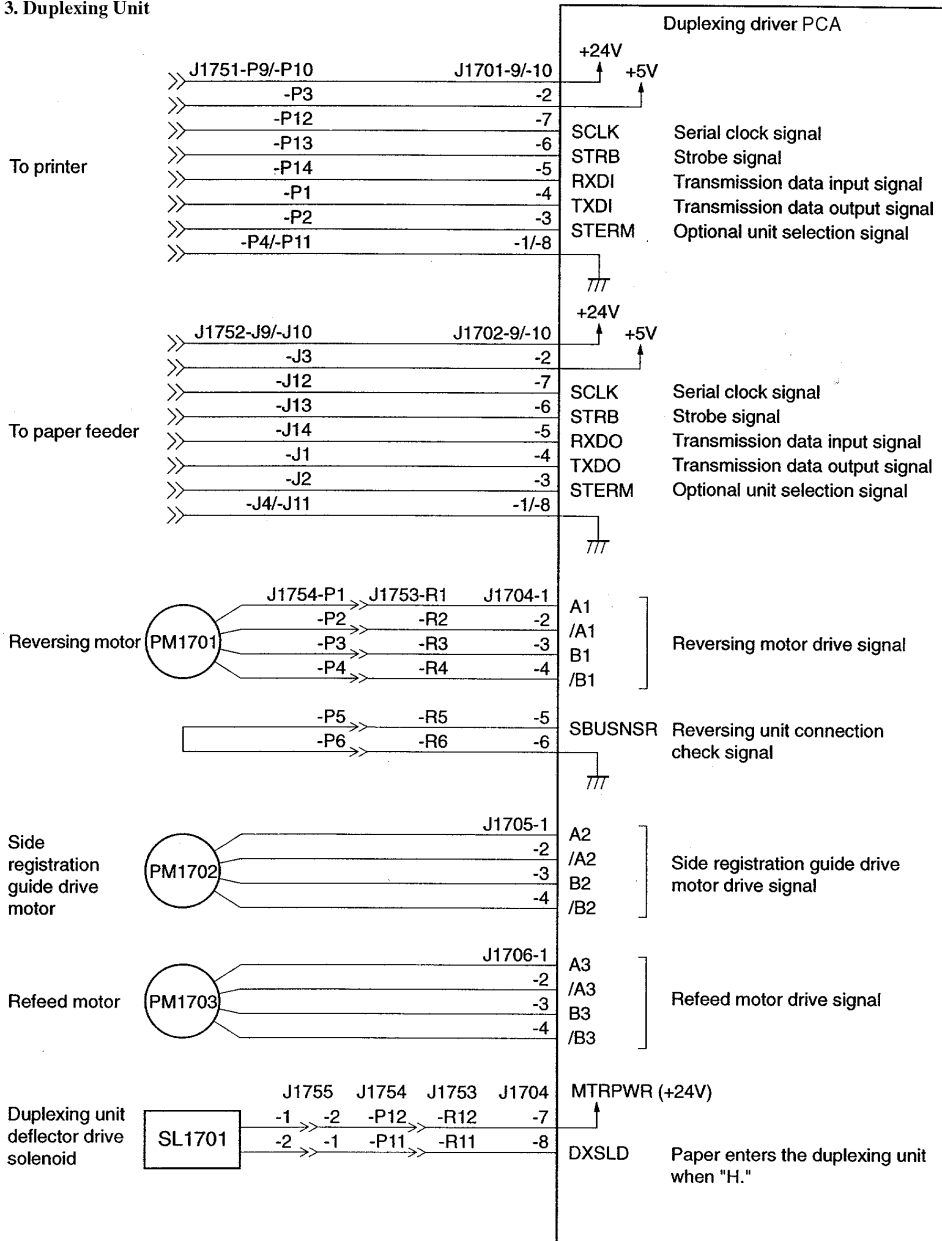 3. Duplexing Unit
Duplexing driver PCA
+24V
J1751-P9/-P10 J1701-9/-10
+5V
-P3 -2
-P12 -7 SCLK Serial clock signal
-P13 -6 STRB Strobe signal
To printer
-P14 -5 RXDI Transmission data input signal
-P1 -4 TXDI Transmission data output signal
-P2 -3 STERM Optional unit selection signal
-P4/-P11 -1/-8
+24V
J1752-J9/-J10 J1702-9/-10
+5V
-J3 -2
-J12 -7 SCLK Serial clock signal
-J13 -6 STRB Strobe signal
To paper feeder
-J14 -5 RXDO Transmission data input signal
-J1 -4 TXDO Transmission data output signal
-J2 -3 STERM Optional unit selection signal
-J4/-J11 -1/-8
J1754-P1 J1753-R1 J1704-1 A1
-P2 -R2 -2 /A1
Reversing motor PM1701 -P3 -R3 -3 B1 Reversing motor drive signal
-P4 -R4 -4 /B1
-P5 -R5 -5 SBUSNSR Reversing unit connection
-P6 -R6 -6 check signal
J1705-1 A2
Side
registration
guide drive
motor
PM1702
-2 /A2
-3 B2
-4 /B2
Side registration guide drive
motor drive signal
J1706-1 A3
-2 /A3
Refeed motor PM1703 -3 B3 Refeed motor drive signal
-4 /B3
J1755 J1754 J1753 J1704 MTRPWR (+24V)
Duplexing unit
deflector drive
solenoid
SL1701
-1 -2 -P12 -R12 -7
-2 -1 -P11 -R11 -8 DXSLD Paper enters the duplexing unit
when "H."